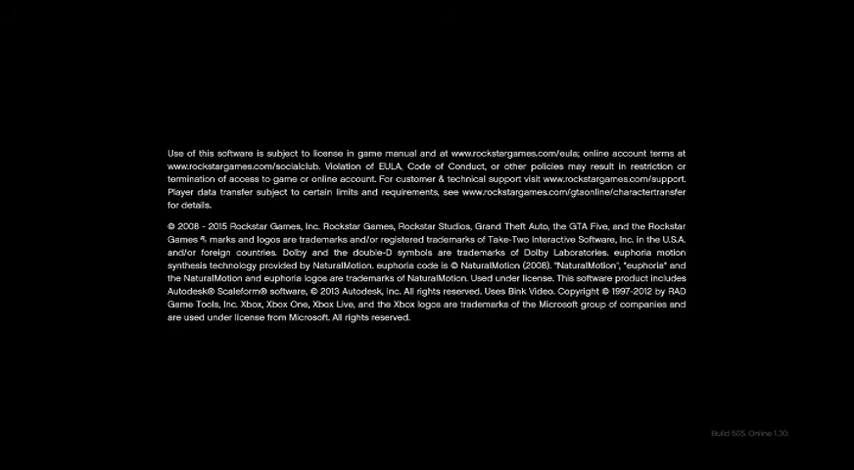 Use of this software is subject to license in game manual and at www.rockstargames.com/eula; online account terms at
www.rockstargames.com/socialclub. Violation of EULA, Code of Conduct, or other policies may result in restriction or
termination of access to game or online account. For customer & technical support visit www.rockstargames.com/support.
Player data transfer subject to certain limits and requirements, see www.rockstargames.com/gtaonline/charactertransfer
for details.
© 2008 - 2015 Rockstar Games, Inc. Rockstar Games, Rockstar Studios, Grand Theft Auto, the GTA Five, and the Rockstar
Games marks and logos are trademarks and/or registered trademarks of Take-Two Interactive Software, Inc. in the U.S.A.
and/or foreign countries. Dolby and the double-D symbols are trademarks of Dolby Laboratories. euphoria motion
synthesis technology provided by NaturalMotion. euphoria code is © NaturalMotion (2008). "NaturalMotion", "euphoria" and
the NaturalMotion and euphoria logos are trademarks of NaturalMotion. Used under license. This software product includes
Autodesk® Scaleform® software, © 2013 Autodesk, Inc. All rights reserved. Uses Bink Video. Copyright © 1997-2012 by RAD
Game Tools, Inc. Xbox, Xbox One, Xbox Live, and the Xbox logos are trademarks of the Microsoft group of companies and
are used under license from Microsoft. All rights reserved.
Build 505. Online 1.30.